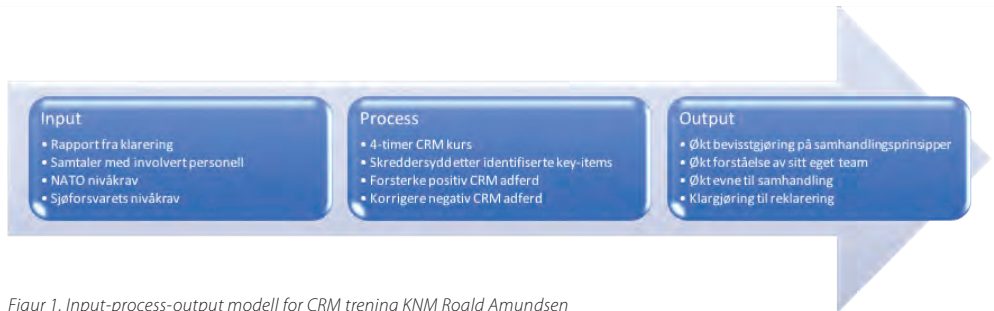 Input
• Rapport fra klarering
• Samtaler med involvert personell
• NATO nivåkrav
• Sjøforsvarets nivåkrav
Process
• 4-timer CRM kurs
• Skreddersydd etter identifiserte key-items
• Forsterke positiv CRM adferd
• Korrigere negativ CRM adferd
Output
• Økt bevisstgjøring på samhandlingsprinsipper
• Økt forståelse av sitt eget team
• Økt evne til samhandling
• Klargjøring til reklarering
Figur 1. Input-process-output modell for CRM trening KNM Roald Amundsen